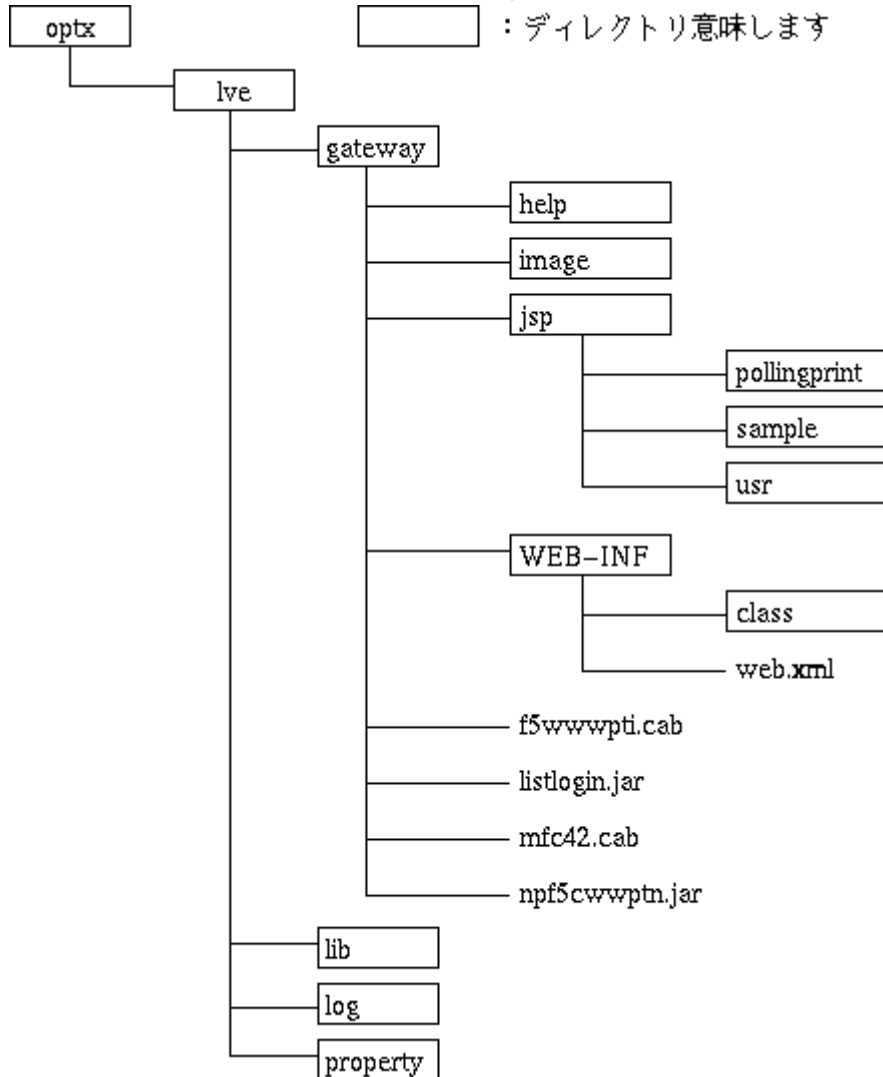 optx
：ディレクトリ意味します
lve
gateway
help
image
jsp
pollingprint
sample
usr
WEB-INF
class
web.xml
f5wwwpti.cab
listlogin.jar
mfc42.cab
npf5cwwptn.jar
lib
log
property